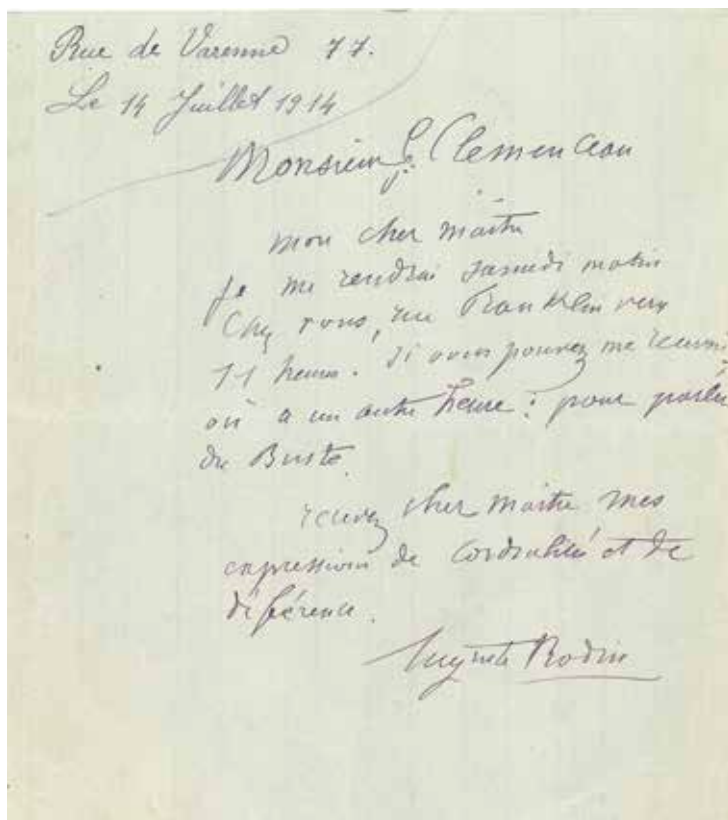 Rue de Varenne 77.
Le 14 Juillet 1914
Monsieur G. Clemenceau
mon cher maître
je me rendrai samedi matin
Chez vous, rue Franklin vers
11 heures. Si vous pouvez me recevoir,
où a un autre heure : pour parler
du Buste.
recevez cher maître mes
expressions de Cordialité et de
déférence.
Auguste Rodin